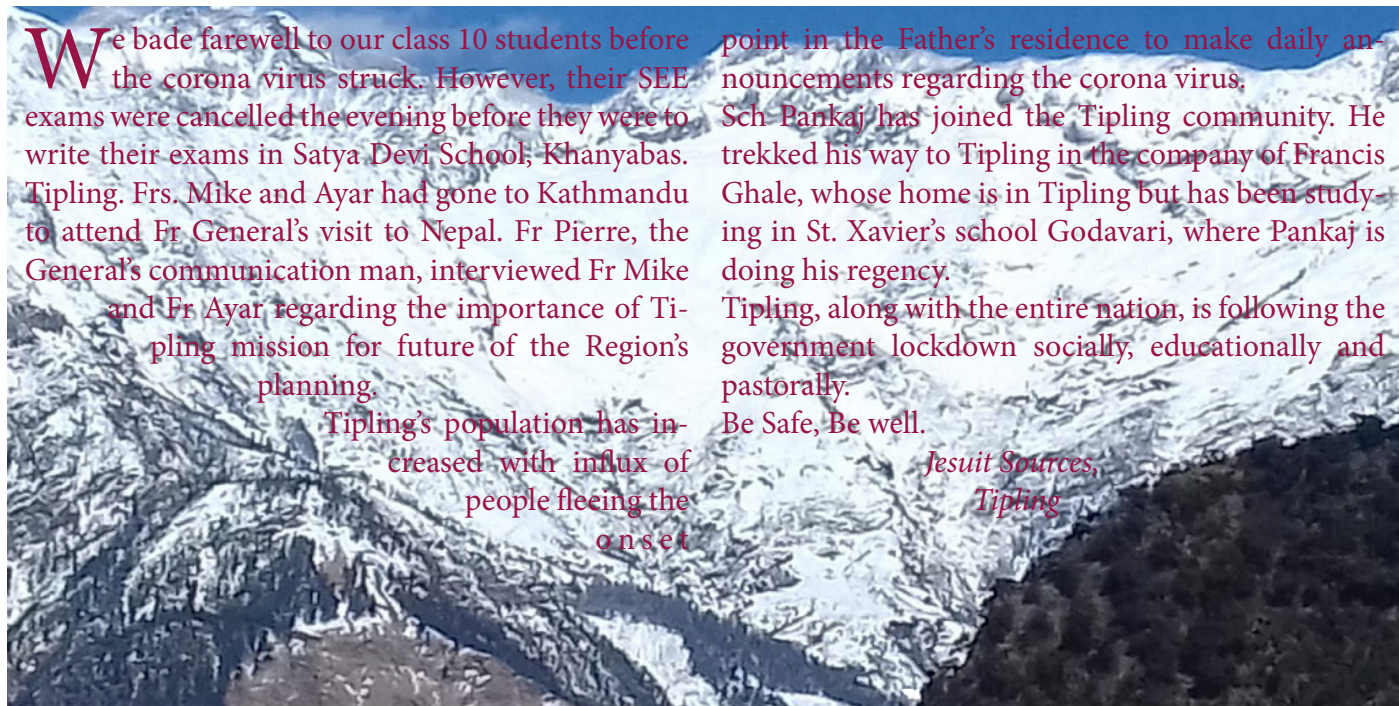 We bade farewell to our class 10 students before
the corona virus struck. However, their SEE
exams were cancelled the evening before they were to
write their exams in Satya Devi School, Khanyabas.
Tipling. Frs. Mike and Ayar had gone to Kathmandu
to attend Fr General's visit to Nepal. Fr Pierre, the
General's communication man, interviewed Fr Mike
and Fr Ayar regarding the importance of Ti-
pling mission for future of the Region's
planning.
Tipling's population has in-
creased with influx of
people fleeing the
onset
point in the Father's residence to make daily an-
nouncements regarding the corona virus.
Sch Pankaj has joined the Tipling community. He
trekked his way to Tipling in the company of Francis
Ghale, whose home is in Tipling but has been study-
ing in St. Xavier's school Godavari, where Pankaj is
doing his regency.
Tipling, along with the entire nation, is following the
government lockdown socially, educationally and
pastorally.
Be Safe, Be well.
Jesuit Sources,
Tipling